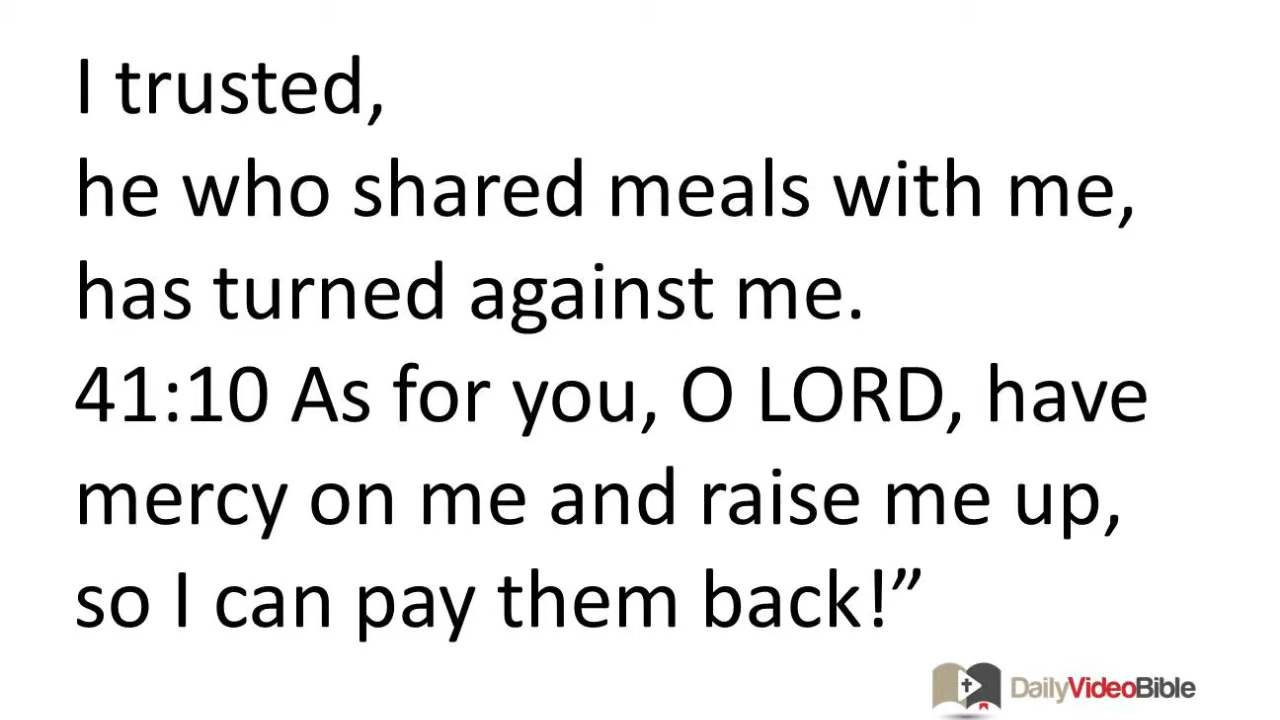 I trusted,
he who shared meals with me,
has turned against me.
41:10 As for you, O LORD, have
mercy on me and raise me up,
so I can pay them back!”
DailyVideoBible